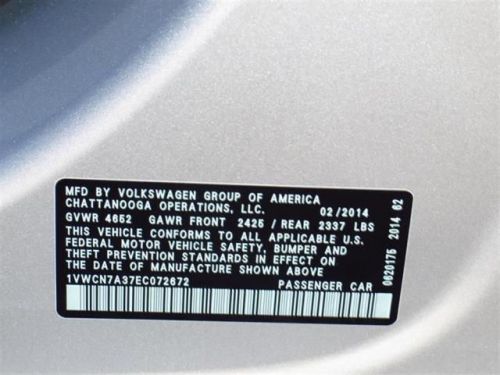 MFD BY VOLKSWAGEN GROUP OF AMERICA
CHATTANOOGA OPERATIONS, LLC. 02/2014
GVWR 4652 GAWR FRONT 2425 / REAR 2337 LBS
THIS VEHICLE CONFORMS TO ALL APPLICABLE U.S.
FEDERAL MOTOR VEHICLE SAFETY, BUMPER AND
THEFT PREVENTION STANDARDS IN EFFECT ON
THE DATE OF MANUFACTURE SHOWN ABOVE
1VWCN7A37EC072672 PASSENGER CAR
0620175 2014 62